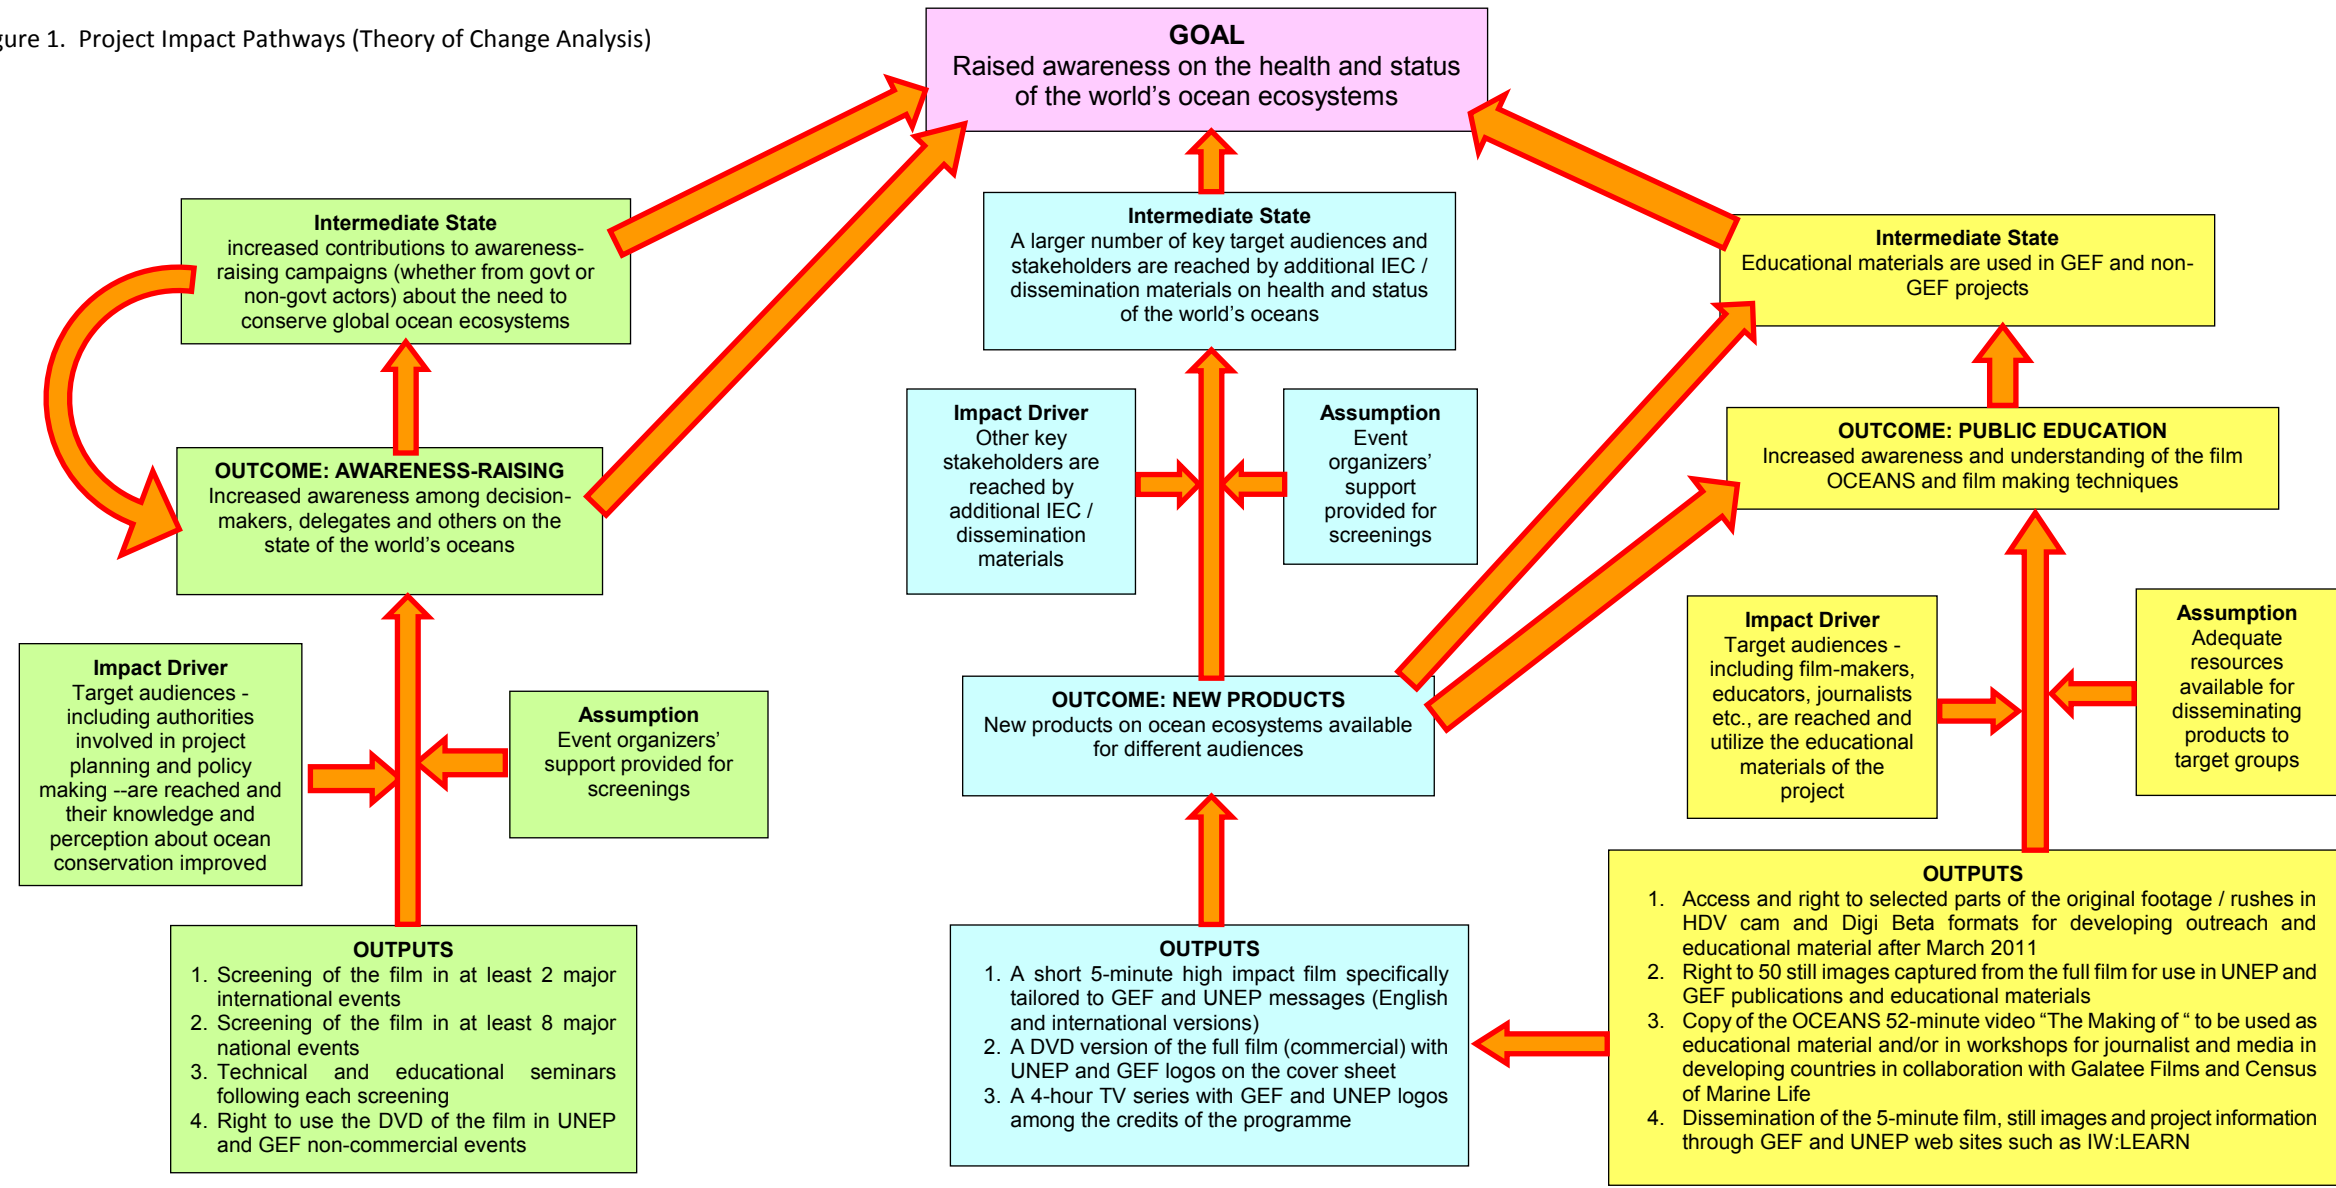 gure 1.  Project Impact Pathways (Theory of Change Analysis)
GOAL
Raised awareness on the health and status
of the world's ocean ecosystems
Intermediate State
increased contributions to awareness-
raising campaigns (whether from govt or
non-govt actors) about the need to
conserve global ocean ecosystems
Intermediate State
A larger number of key target audiences and
stakeholders are reached by additional IEC /
dissemination materials on health and status
of the world's oceans
Intermediate State
Educational materials are used in GEF and non-
GEF projects
Impact Driver
Other key
stakeholders are
reached by
additional IEC /
dissemination
materials
Assumption
Event
organizers'
support
provided for
screenings
OUTCOME: AWARENESS-RAISING
Increased awareness among decision-
makers, delegates and others on the
state of the world's oceans
OUTCOME: PUBLIC EDUCATION
Increased awareness and understanding of the film
OCEANS and film making techniques
Impact Driver
Target audiences -
including authorities
involved in project
planning and policy
making --are reached and
their knowledge and
perception about ocean
conservation improved
Assumption
Event organizers'
support provided for
screenings
OUTCOME: NEW PRODUCTS
New products on ocean ecosystems available
for different audiences
Impact Driver
Target audiences -
including film-makers,
educators, journalists
etc., are reached and
utilize the educational
materials of the
project
Assumption
Adequate
resources
available for
disseminating
products to
target groups
OUTPUTS
1. Screening of the film in at least 2 major
international events
2. Screening of the film in at least 8 major
national events
3. Technical and educational seminars
following each screening
4. Right to use the DVD of the film in UNEP
and GEF non-commercial events
OUTPUTS
1. A short 5-minute high impact film specifically
tailored to GEF and UNEP messages (English
and international versions)
2. A DVD version of the full film (commercial) with
UNEP and GEF logos on the cover sheet
3. A 4-hour TV series with GEF and UNEP logos
among the credits of the programme
OUTPUTS
1. Access and right to selected parts of the original footage / rushes in
HDV cam and Digi Beta formats for developing outreach and
educational material after March 2011
2. Right to 50 still images captured from the full film for use in UNEP and
GEF publications and educational materials
3. Copy of the OCEANS 52-minute video “The Making of “ to be used as
educational material and/or in workshops for journalist and media in
developing countries in collaboration with Galatee Films and Census
of Marine Life
4. Dissemination of the 5-minute film, still images and project information
through GEF and UNEP web sites such as IW:LEARN